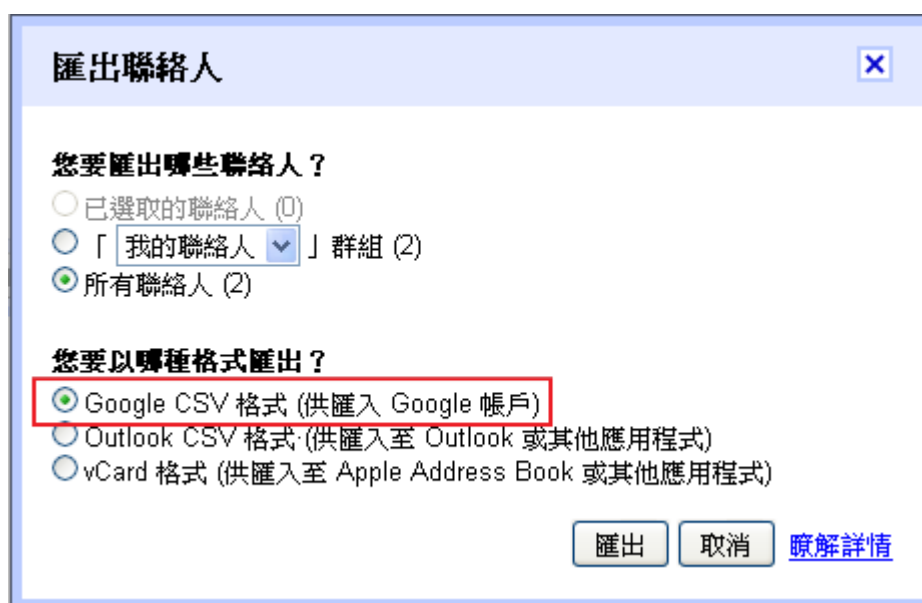 匯出聯絡人
您要匯出哪些聯絡人？
已選取的聯絡人 (0)
「 我的聯絡人 」群組 (2)
所有聯絡人 (2)
您要以哪種格式匯出？
Google CSV 格式 (供匯入 Google 帳戶)
Outlook CSV 格式 (供匯入至 Outlook 或其他應用程式)
vCard 格式 (供匯入至 Apple Address Book 或其他應用程式)
匯出 取消 瞭解詳情